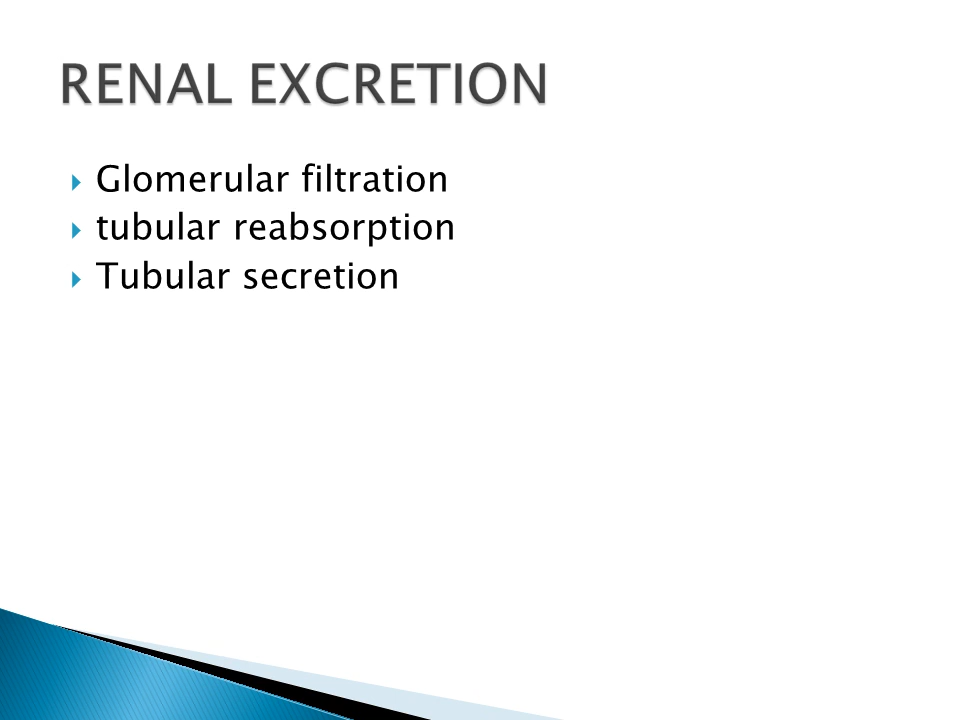 RENAL EXCRETION
Glomerular filtration
tubular reabsorption
Tubular secretion